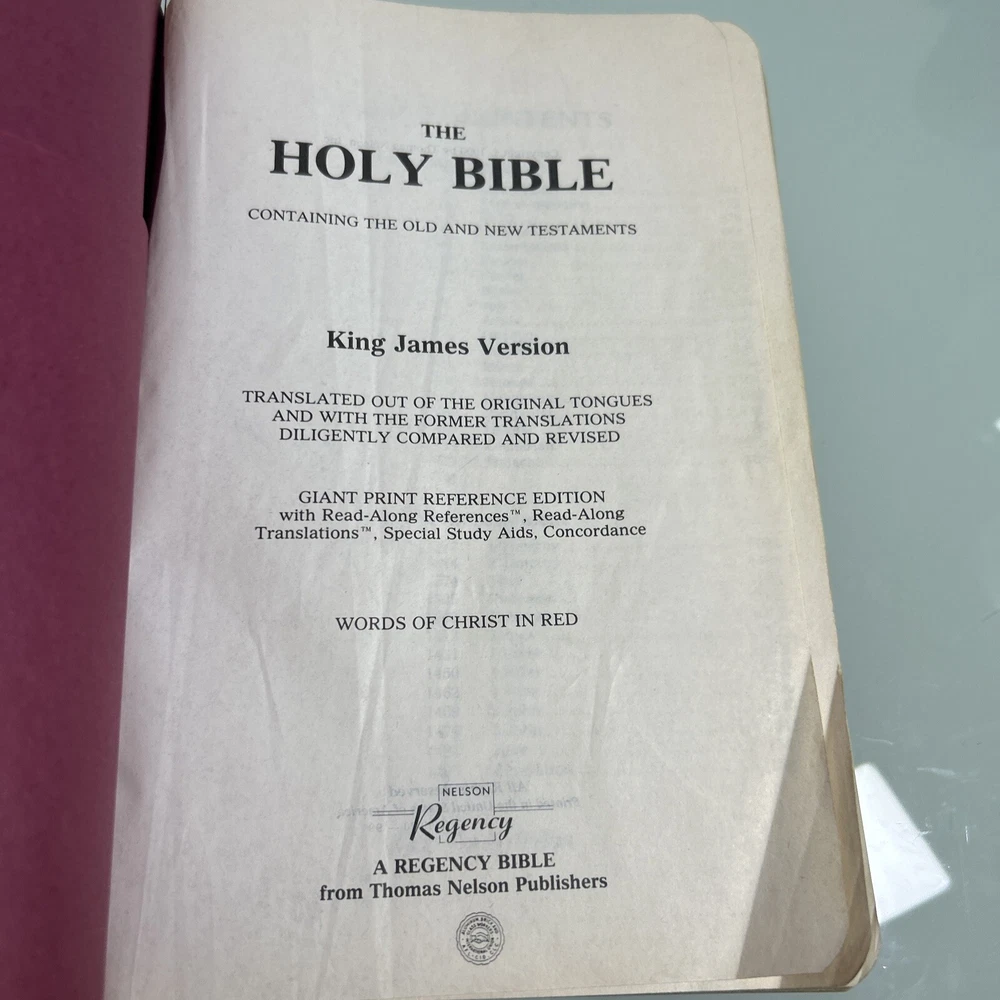 THE
HOLY BIBLE
CONTAINING THE OLD AND NEW TESTAMENTS
King James Version
TRANSLATED OUT OF THE ORIGINAL TONGUES
AND WITH THE FORMER TRANSLATIONS
DILIGENTLY COMPARED AND REVISED
GIANT PRINT REFERENCE EDITION
with Read-Along References™, Read-Along
Translations™, Special Study Aids, Concordance
WORDS OF CHRIST IN RED
NELSON
Regency
A REGENCY BIBLE
from Thomas Nelson Publishers